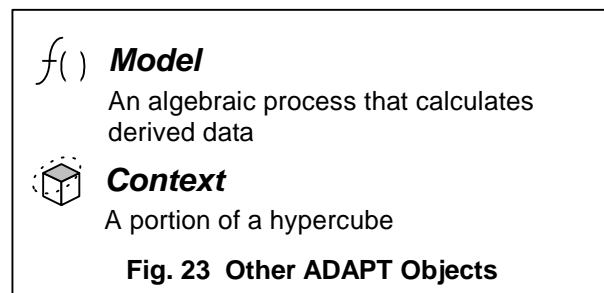 f() Model
An algebraic process that calculates
derived data
Context
A portion of a hypercube
Fig. 23 Other ADAPT Objects